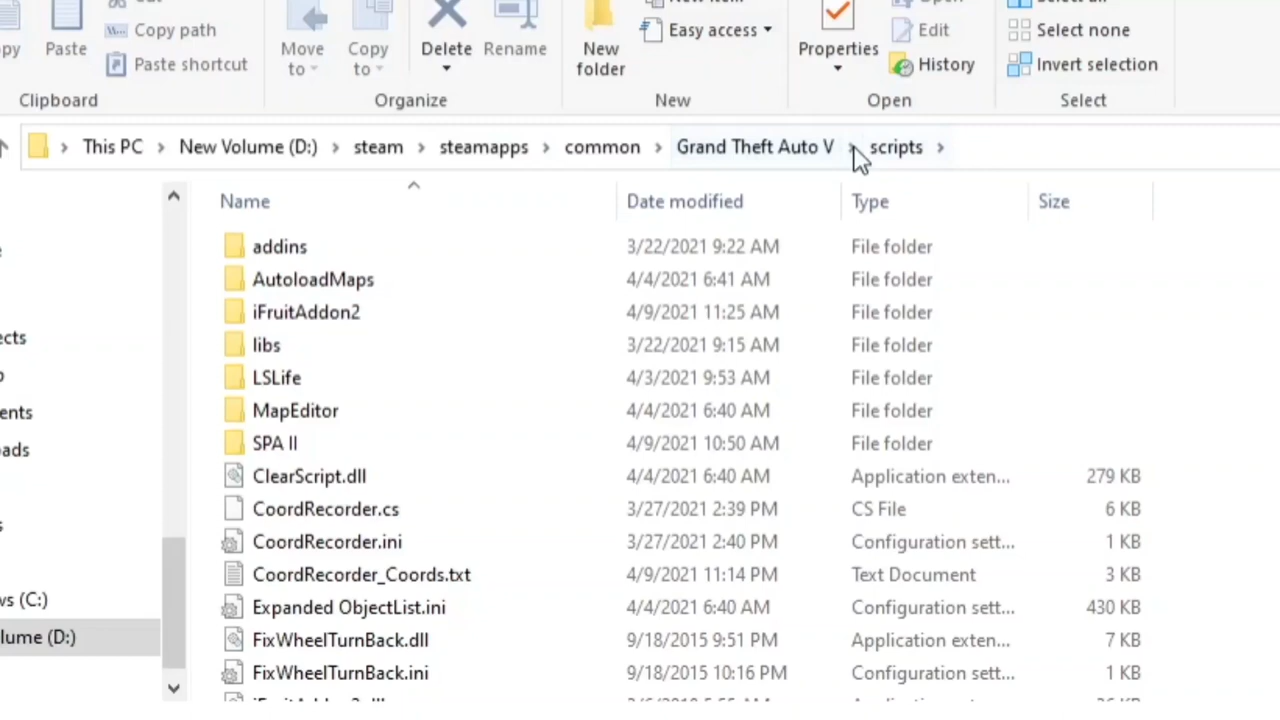 Paste
Copy path
Paste shortcut
Clipboard
Move to
Copy to
Delete
Rename
Organize
New folder
Easy access
New
Properties
Edit
History
Open
Select none
Invert selection
Select
This PC > New Volume (D:) > steam > steamapps > common > Grand Theft Auto V > scripts >
Name Date modified Type Size
addins 3/22/2021 9:22 AM File folder
AutoloadMaps 4/4/2021 6:41 AM File folder
iFruitAddon2 4/9/2021 11:25 AM File folder
libs 3/22/2021 9:15 AM File folder
LSLife 4/3/2021 9:53 AM File folder
MapEditor 4/4/2021 6:40 AM File folder
SPA II 4/9/2021 10:50 AM File folder
ClearScript.dll 4/4/2021 6:40 AM Application exten... 279 KB
CoordRecorder.cs 3/27/2021 2:39 PM CS File 6 KB
CoordRecorder.ini 3/27/2021 2:40 PM Configuration sett... 1 KB
CoordRecorder_Coords.txt 4/9/2021 11:14 PM Text Document 3 KB
Expanded ObjectList.ini 4/4/2021 6:40 AM Configuration sett... 430 KB
FixWheelTurnBack.dll 9/18/2015 9:51 PM Application exten... 7 KB
FixWheelTurnBack.ini 9/18/2015 10:16 PM Configuration sett... 1 KB
ects
ents
oads
ws (C:)
lume (D:)